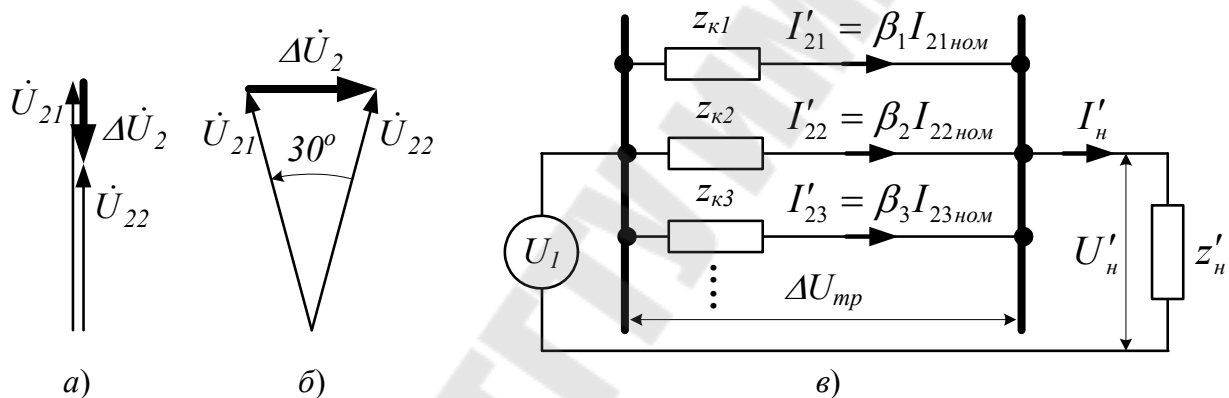 U̇₂₁
ΔU̇₂
U̇₂₂
а)
ΔU̇₂
U̇₂₁
30º
U̇₂₂
б)
zк1
I′₂₁ = β₁I₂₁ном
zк2
I′₂₂ = β₂I₂₂ном
I′н
zк3
I′₂₃ = β₃I₂₃ном
U₁
U′н
z′н
ΔUтр
в)